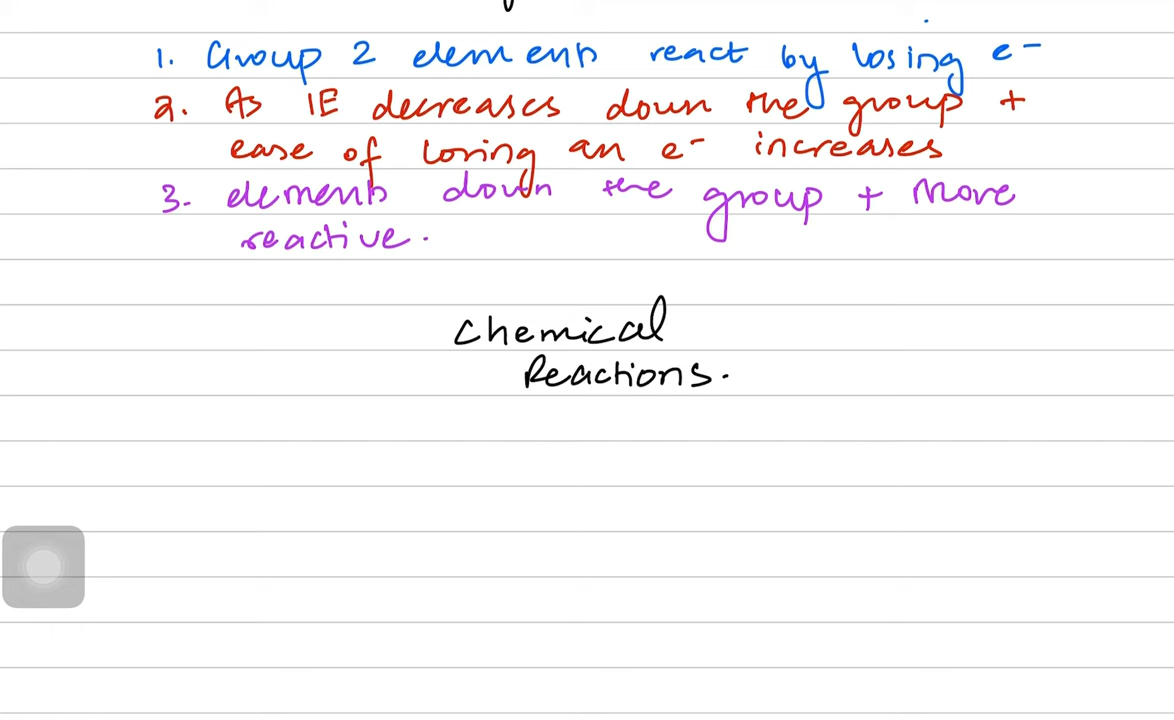 1. Group 2 elements react by losing e-
2. As IE decreases down the group +
ease of losing an e- increases
3. elements down the group + more
reactive.
Chemical
Reactions.